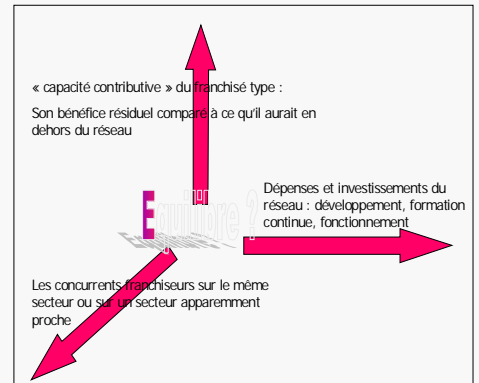 « capacité contributive » du franchisé type :
Son bénéfice résiduel comparé à ce qu'il aurait en
dehors du réseau
Equilibre ?
Dépenses et investissements du
réseau : développement, formation
continue, fonctionnement
Les concurrents franchiseurs sur le même
secteur ou sur un secteur apparemment
proche